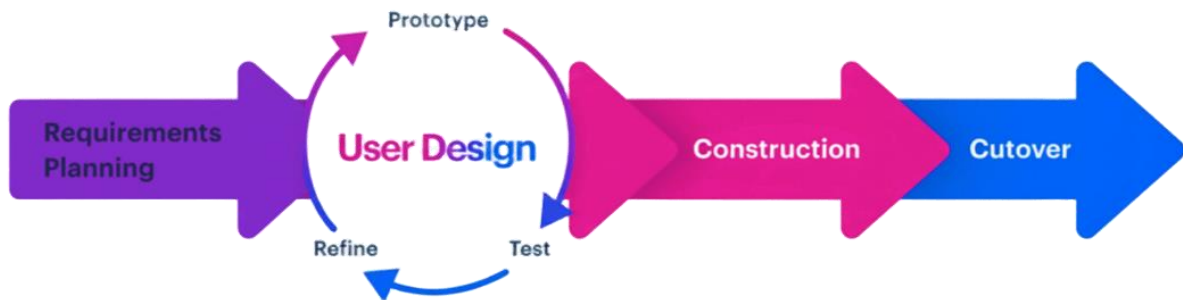 Prototype
Requirements
Planning
User Design
Construction
Cutover
Refine
Test